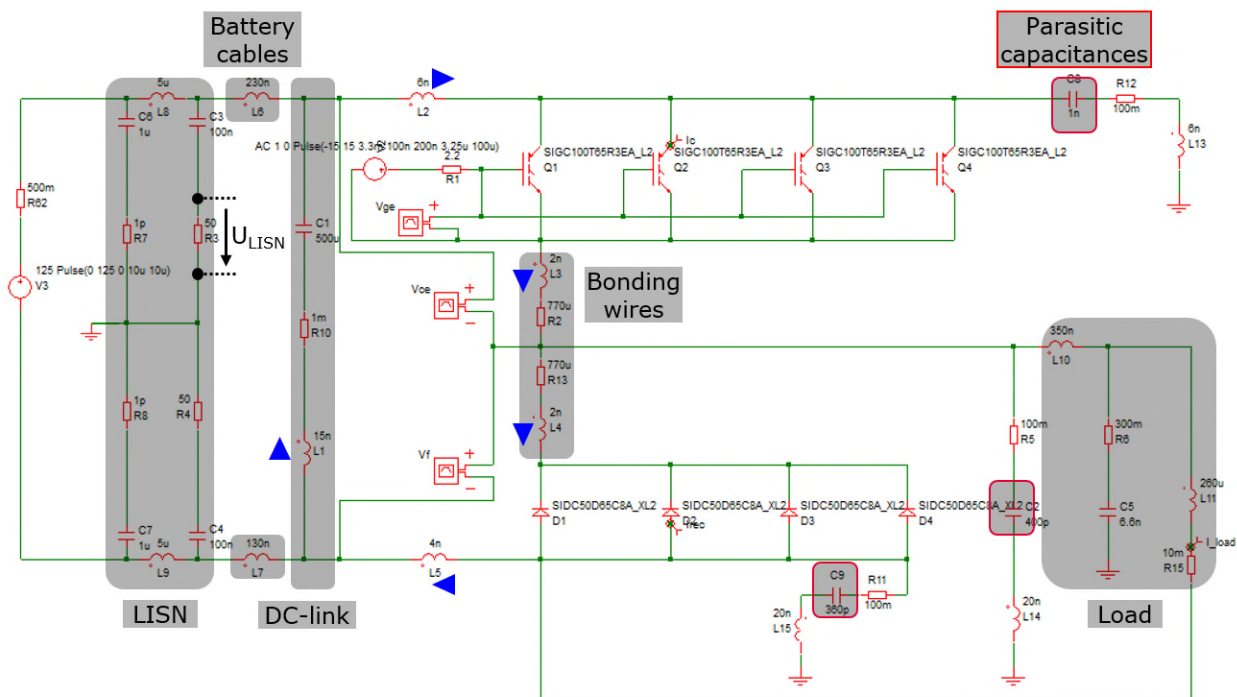 Battery
cables
Parasitic
capacitances
5u
L8
230n
L6
6n
L2
C8
1n
R12
100m
6n
L13
C6
1u
C3
100n
AC 1 0 Pulse(-15 15 3.3m 100n 200n 3.25u 100u)
2.2
R1
SIGC100T65R3EA_L2
Q1
Ic
SIGC100T65R3EA_L2
Q2
SIGC100T65R3EA_L2
Q3
SIGC100T65R3EA_L2
Q4
500m
R62
Vge
1p
R7
50
R3
ULISN
C1
500u
125 Pulse(0 125 0 10u 10u)
V3
Vce
2n
L3
770u
R2
Bonding
wires
1m
R10
350n
L10
770u
R13
1p
R8
50
R4
2n
L4
100m
R5
300m
R6
15n
L1
Vf
260u
L11
SIDC50D65C8A_XL2
D1
SIDC50D65C8A_XL2
D2
Irec
SIDC50D65C8A_XL2
D3
SIDC50D65C8A_XL2
D4
C2
400p
C5
6.6n
C7
1u
C4
100n
5u
L9
130n
L7
4n
L5
I_load
10m
R15
C9
360p
R11
100m
20n
L15
20n
L14
LISN
DC-link
Load